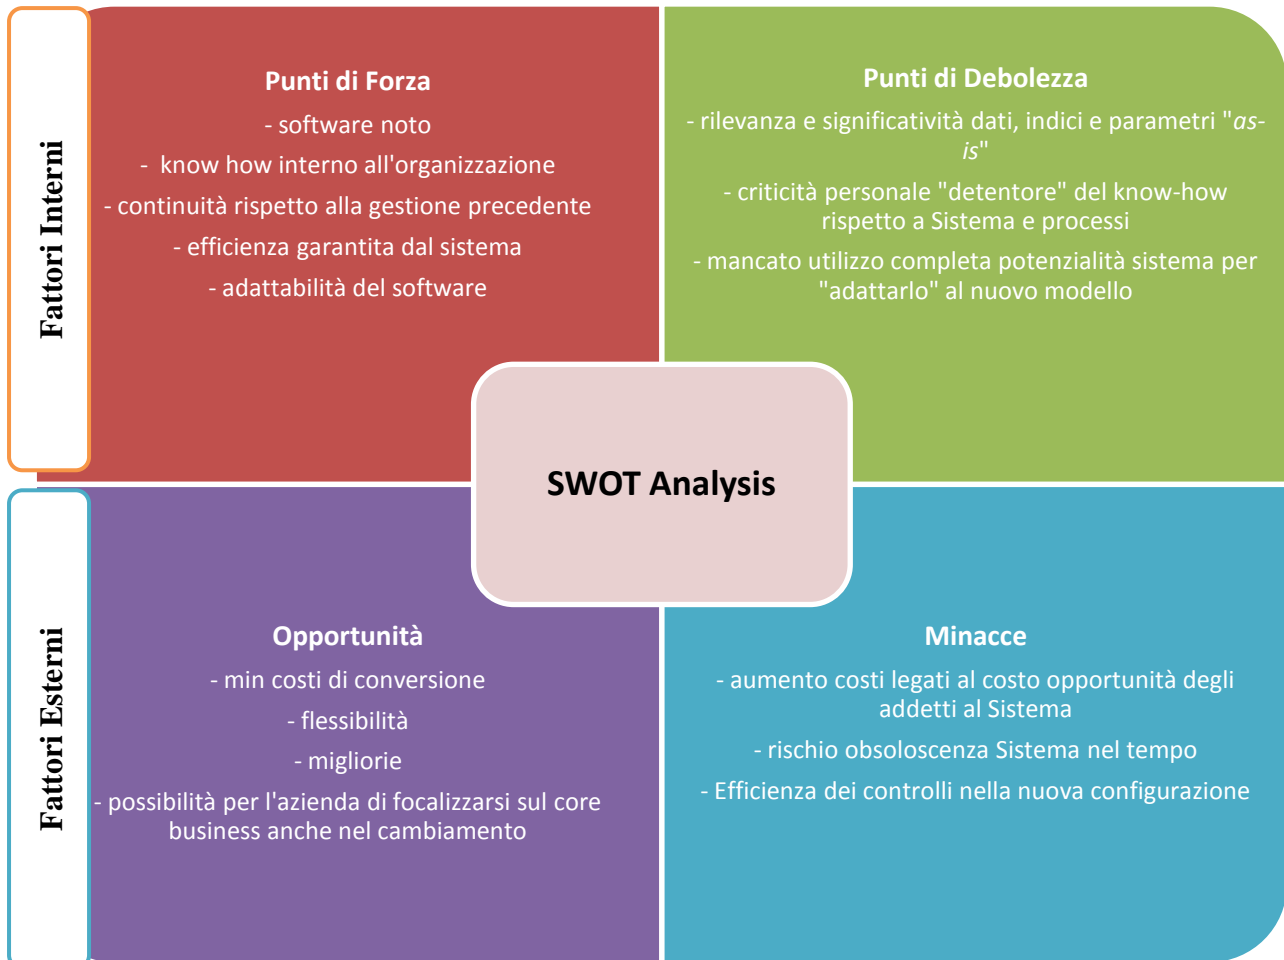 Fattori Interni
Punti di Forza
- software noto
- know how interno all'organizzazione
- continuità rispetto alla gestione precedente
- efficienza garantita dal sistema
- adattabilità del software
Punti di Debolezza
- rilevanza e significatività dati, indici e parametri "as-
is"
- criticità personale "detentore" del know-how
rispetto a Sistema e processi
- mancato utilizzo completa potenzialità sistema per
"adattarlo" al nuovo modello
SWOT Analysis
Fattori Esterni
Opportunità
- min costi di conversione
- flessibilità
- migliorie
- possibilità per l'azienda di focalizzarsi sul core
business anche nel cambiamento
Minacce
- aumento costi legati al costo opportunità degli
addetti al Sistema
- rischio obsoloscenza Sistema nel tempo
- Efficienza dei controlli nella nuova configurazione